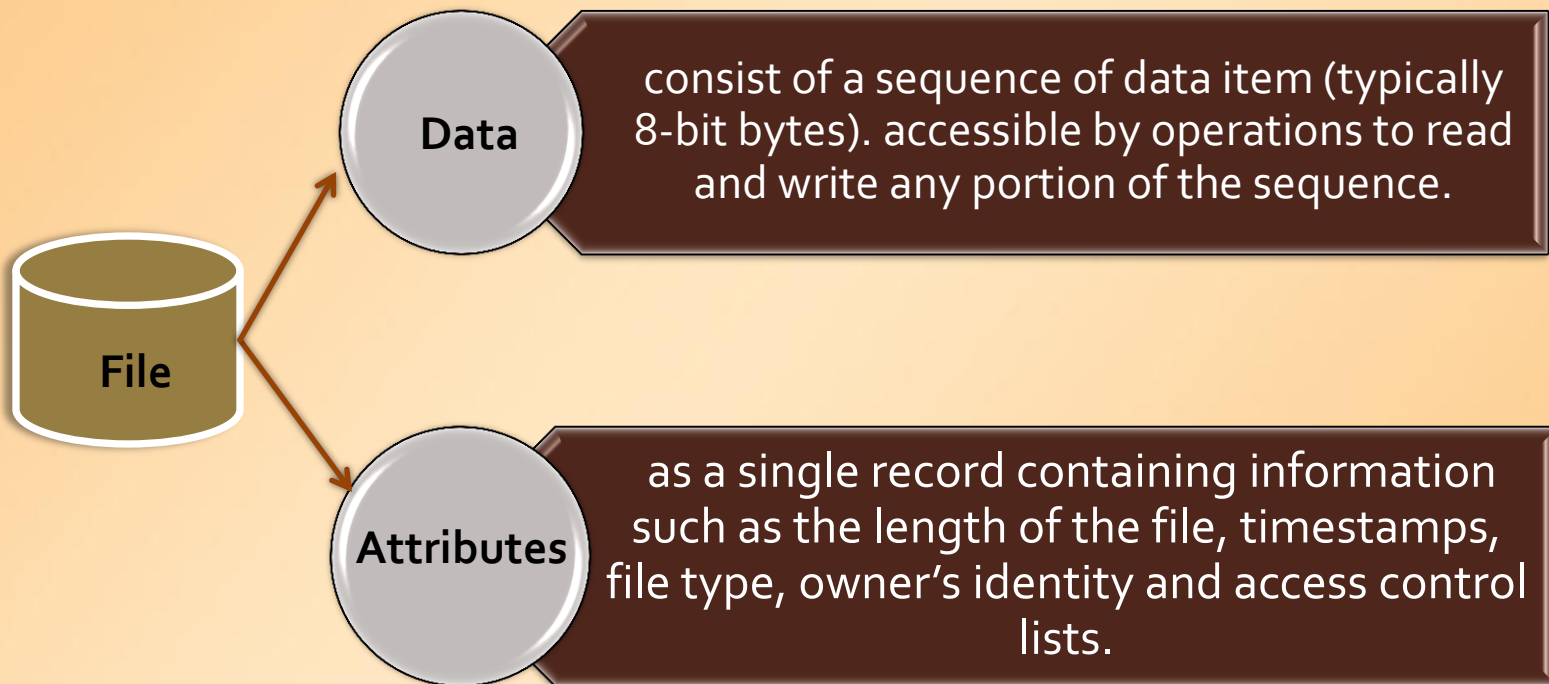 Data
consist of a sequence of data item (typically
8-bit bytes). accessible by operations to read
and write any portion of the sequence.
File
Attributes
as a single record containing information
such as the length of the file, timestamps,
file type, owner’s identity and access control
lists.